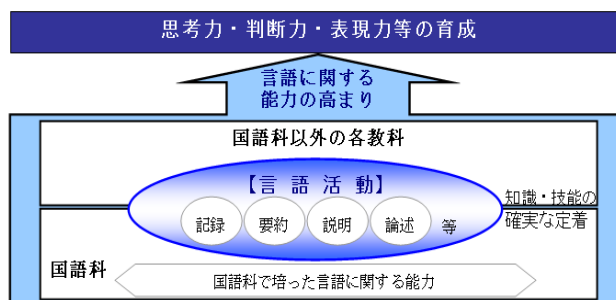 思考力・判断力・表現力等の育成
言語に関する
能力の高まり
国語科以外の各教科
【言語活動】
記録
要約
説明
論述
等
知識・技能の
確実な定着
国語科
国語科で培った言語に関する能力